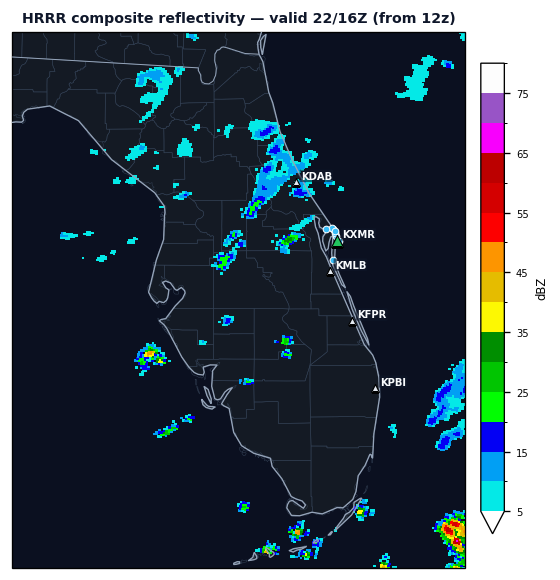 HRRR composite reflectivity — valid 22/16Z (from 12z)
KDAB
KXMR
KMLB
KFPR
KPBI
75
65
55
45
35
25
15
5
dBZ